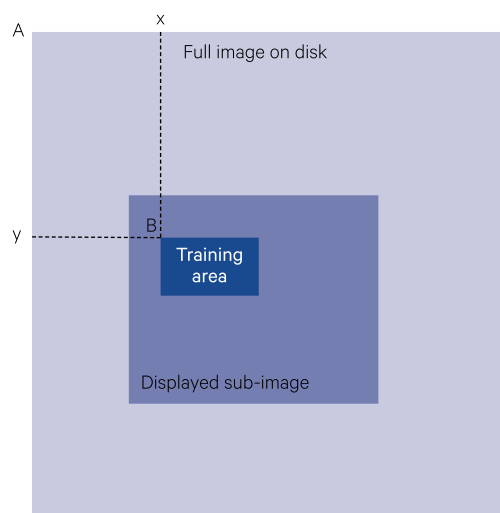 x
A
Full image on disk
B
y
Training
area
Displayed sub-image